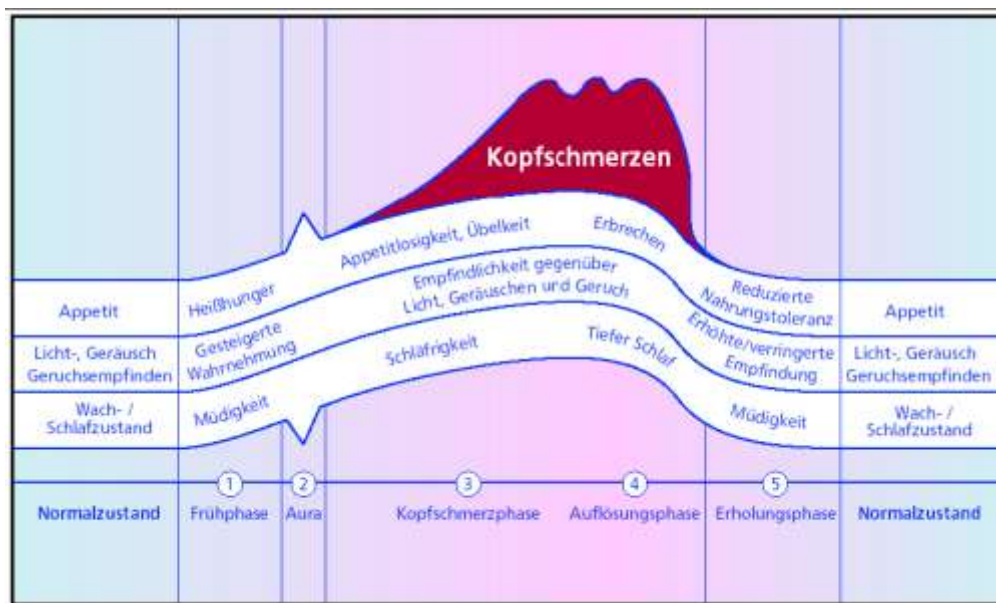 Kopfschmerzen
Appetit
Heißhunger
Appetitlosigkeit, Übelkeit
Erbrechen
Reduzierte
Nahrungstoleranz
Appetit
Licht-, Geräusch
Geruchsempfinden
Gesteigerte
Wahrnehmung
Empfindlichkeit gegenüber
Licht, Geräuschen und Geruch
Erhöhte/verringerte
Empfindung
Licht-, Geräusch
Geruchsempfinden
Wach- /
Schlafzustand
Müdigkeit
Schläfrigkeit
Tiefer Schlaf
Müdigkeit
Wach- /
Schlafzustand
1
2
3
4
5
Normalzustand
Frühphase
Aura
Kopfschmerzphase
Auflösungsphase
Erholungsphase
Normalzustand